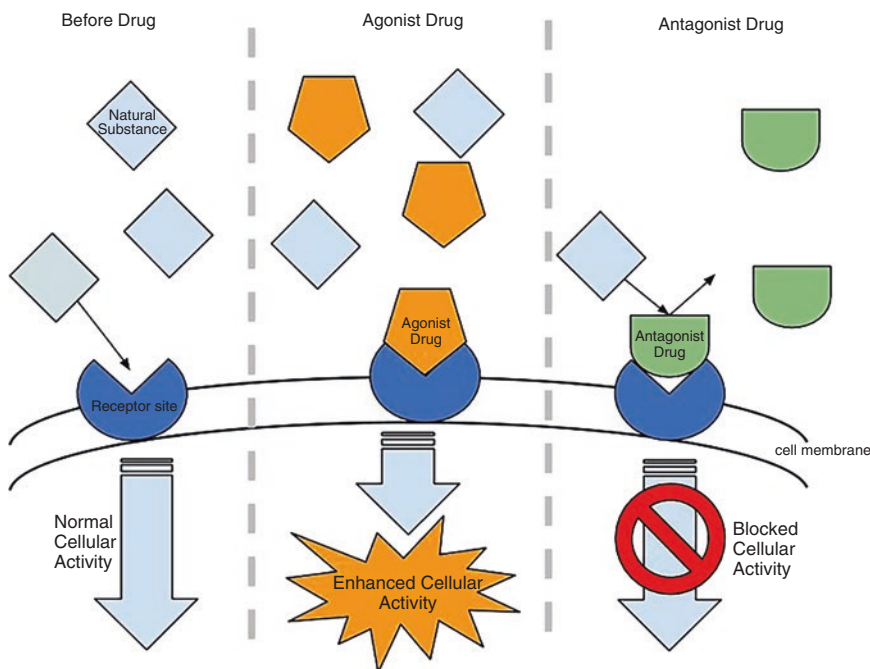 Before Drug
Agonist Drug
Antagonist Drug
Natural
Substance
Agonist
Drug
Antagonist
Drug
Receptor site
cell membrane
Normal
Cellular
Activity
Enhanced Cellular
Activity
Blocked
Cellular
Activity